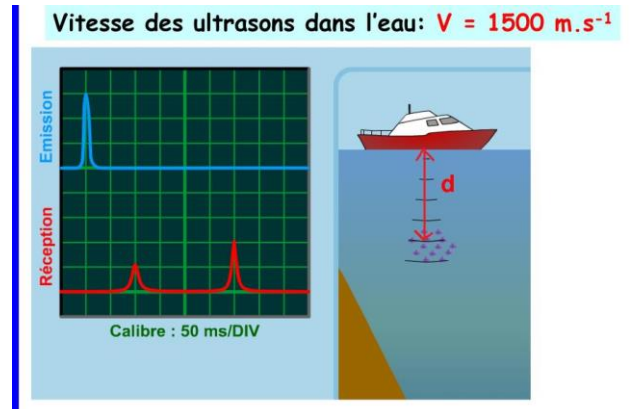 Vitesse des ultrasons dans l'eau: V = 1500 m.s⁻¹
Emission
Réception
d
Calibre : 50 ms/DIV